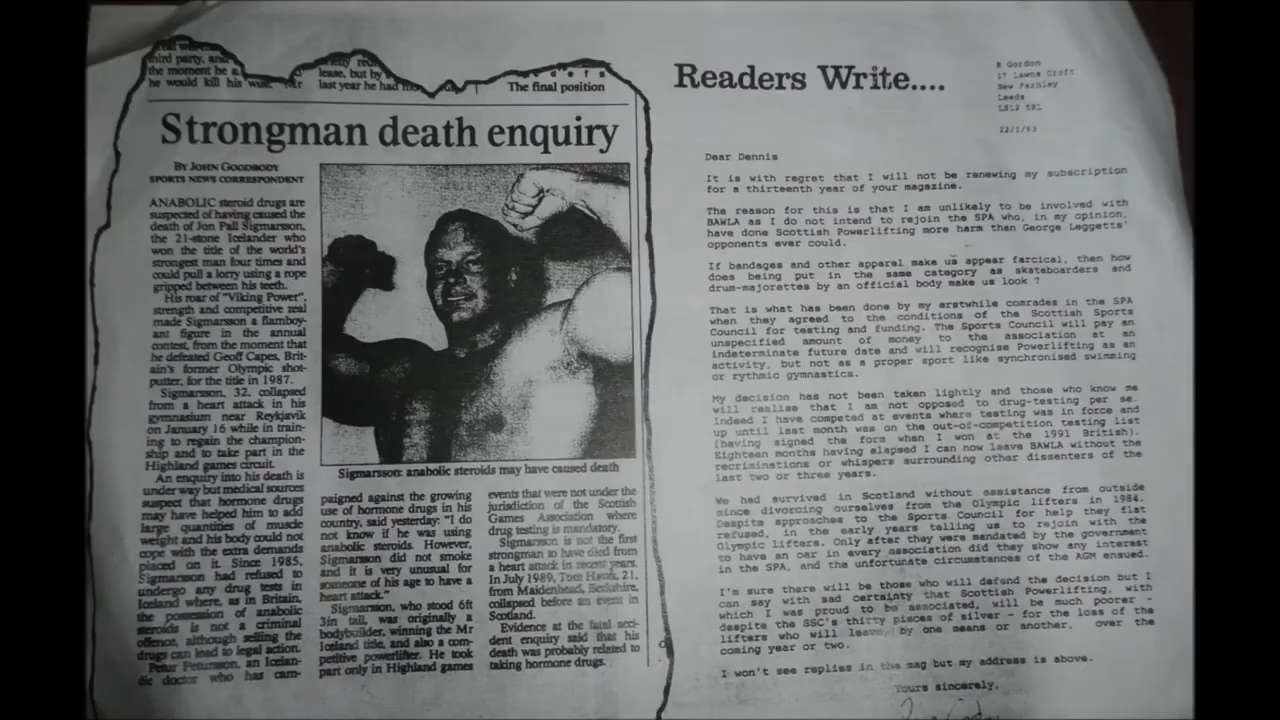 third party, and
the moment he a
he would kill his
lease, but by
last year he had
The final position
Strongman death enquiry
BY JOHN GOODBODY
SPORTS NEWS CORRESPONDENT
ANABOLIC steroid drugs are
suspected of having caused the
death of Jon Pall Sigmarsson,
the 21-stone Icelander who
won the title of the world's
strongest man four times and
could pull a lorry using a rope
gripped between his teeth.
His roar of "Viking Power",
strength and competitive zeal
made Sigmarsson a flamboy-
ant figure in the annual
contest, from the moment that
he defeated Geoff Capes, Brit-
ain's former Olympic shot-
putter, for the title in 1987.
Sigmarsson, 32, collapsed
from a heart attack in his
gymnasium near Reykjavik
on January 16 while in train-
ing to regain the champion-
ship and to take part in the
Highland games circuit.
An enquiry into his death is
under way but medical sources
suspect that hormone drugs
may have helped him to add
large quantities of muscle
weight and his body could not
cope with the extra demands
placed on it. Since 1985,
Sigmarsson had refused to
undergo any drug tests in
Iceland where, as in Britain,
the possession of anabolic
steroids is not a criminal
offence, although selling the
drugs can lead to legal action.
Petur Petursson, an Icelan-
dic doctor who has cam-
Sigmarsson: anabolic steroids may have caused death
paigned against the growing
use of hormone drugs in his
country, said yesterday: "I do
not know if he was using
anabolic steroids. However,
Sigmarsson did not smoke
and it is very unusual for
someone of his age to have a
heart attack."
Sigmarsson, who stood 6ft
3in tall, was originally a
bodybuilder, winning the Mr
Iceland title, and also a com-
petitive powerlifter. He took
part only in Highland games
events that were not under the
jurisdiction of the Scottish
Games Association where
drug testing is mandatory.
Sigmarsson is not the first
strongman to have died from
a heart attack in recent years.
In July 1989, Tom Hawk, 21,
from Maidenhead, Berkshire,
collapsed before an event in
Scotland.
Evidence at the fatal acci-
dent enquiry said that his
death was probably related to
taking hormone drugs.
Readers Write....
R Gordon
17 Lawns Croft
New Farnley
Leeds
LS12 5RL
22/1/93
Dear Dennis
It is with regret that I will not be renewing my subscription
for a thirteenth year of your magazine.
The reason for this is that I am unlikely to be involved with
BAWLA as I do not intend to rejoin the SPA who, in my opinion,
have done Scottish Powerlifting more harm than George Leggetts'
opponents ever could.
If bandages and other apparel make us appear farcical, then how
does being put in the same category as skateboarders and
drum-majorettes by an official body make us look ?
That is what has been done by my erstwhile comrades in the SPA
when they agreed to the conditions of the Scottish Sports
Council for testing and funding. The Sports Council will pay an
unspecified amount of money to the association at an
indeterminate future date and will recognise Powerlifting as an
activity, but not as a proper sport like synchronised swimming
or rythmic gymnastics.
My decision has not been taken lightly and those who know me
will realise that I am not opposed to drug-testing per se.
Indeed I have competed at events where testing was in force and
up until last month was on the out-of-competition testing list
(having signed the form when I won at the 1991 British).
Eighteen months having elapsed I can now leave BAWLA without the
recriminations or whispers surrounding other dissenters of the
last two or three years.
We had survived in Scotland without assistance from outside
since divorcing ourselves from the Olympic lifters in 1984.
Despite approaches to the Sports Council for help they flat
refused, in the early years telling us to rejoin with the
Olympic lifters. Only after they were mandated by the government
to have an oar in every association did they show any interest
in the SPA, and the unfortunate circumstances of the AGM ensued.
I'm sure there will be those who will defend the decision but I
can say with sad certainty that Scottish Powerlifting, with
which I was proud to be associated, will be much poorer -
despite the SSC's thirty pieces of silver - for the loss of the
lifters who will leave, by one means or another, over the
coming year or two.
I won't see replies in the mag but my address is above.
Yours sincerely,